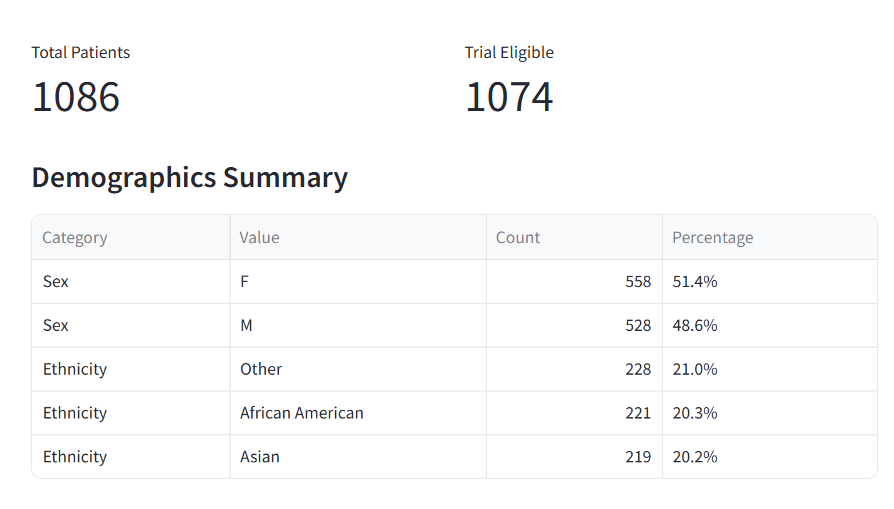 Total Patients Trial Eligible
1086 1074
Demographics Summary
Category Value Count Percentage
Sex F 558 51.4%
Sex M 528 48.6%
Ethnicity Other 228 21.0%
Ethnicity African American 221 20.3%
Ethnicity Asian 219 20.2%